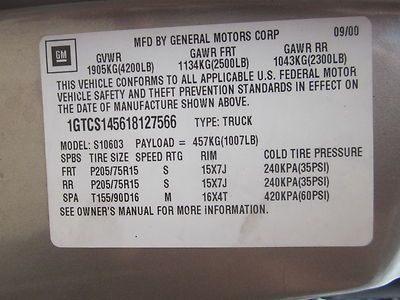 GM
MFD BY GENERAL MOTORS CORP 09/00
GVWR GAWR FRT GAWR RR
1905KG(4200LB) 1134KG(2500LB) 1043KG(2300LB)
THIS VEHICLE CONFORMS TO ALL APPLICABLE U.S. FEDERAL MOTOR
VEHICLE SAFETY AND THEFT PREVENTION STANDARDS IN EFFECT ON
THE DATE OF MANUFACTURE SHOWN ABOVE.
1GTCS145618127566 TYPE: TRUCK
MODEL: S10603 PAYLOAD = 457KG(1007LB)
SPBS TIRE SIZE SPEED RTG RIM COLD TIRE PRESSURE
FRT P205/75R15 S 15X7J 240KPA(35PSI)
RR P205/75R15 S 15X7J 240KPA(35PSI)
SPA T155/90D16 M 16X4T 420KPA(60PSI)
SEE OWNER'S MANUAL FOR MORE INFORMATION.